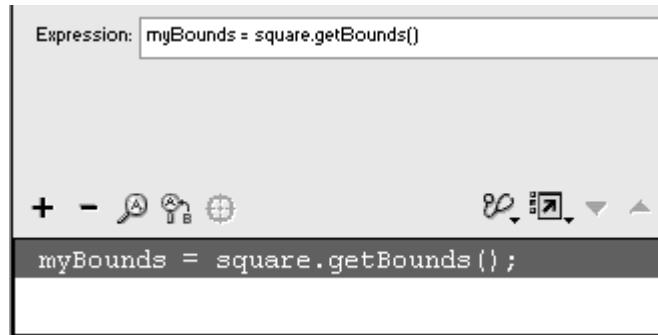 Expression: myBounds = square.getBounds()
myBounds = square.getBounds();